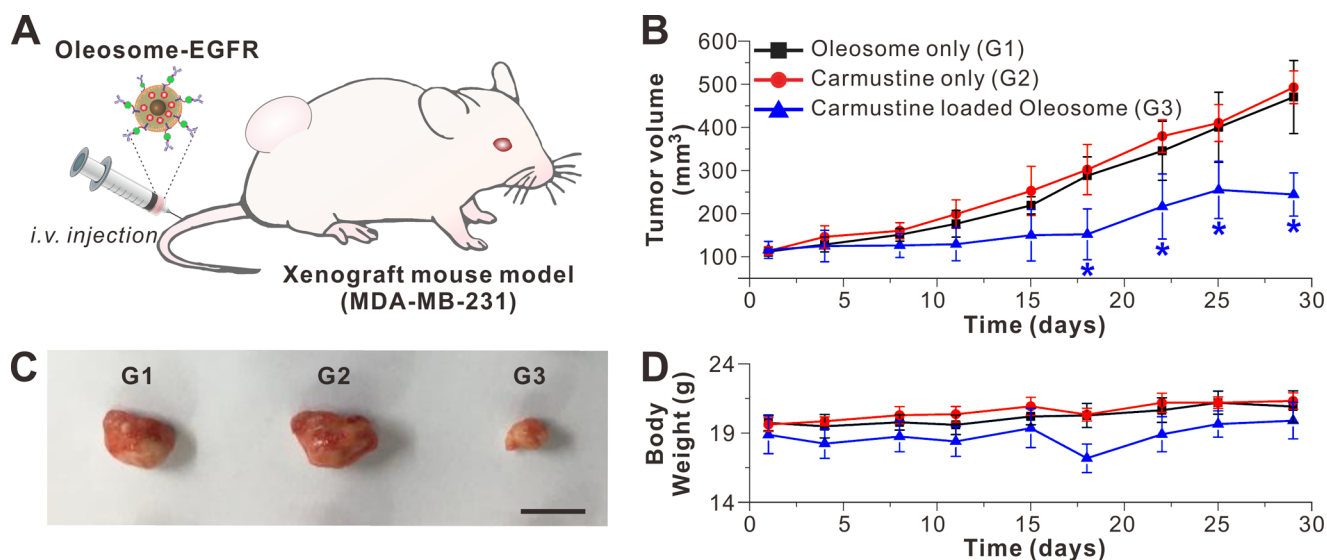 A
Oleosome-EGFR
i.v. injection
Xenograft mouse model
(MDA-MB-231)
B
Oleosome only (G1)
Carmustine only (G2)
Carmustine loaded Oleosome (G3)
Tumor volume
(mm³)
600
500
400
300
200
100
* * * *
0 5 10 15 20 25 30
Time (days)
C
G1 G2 G3
D
Body
Weight (g)
24
19
14
0 5 10 15 20 25 30
Time (days)